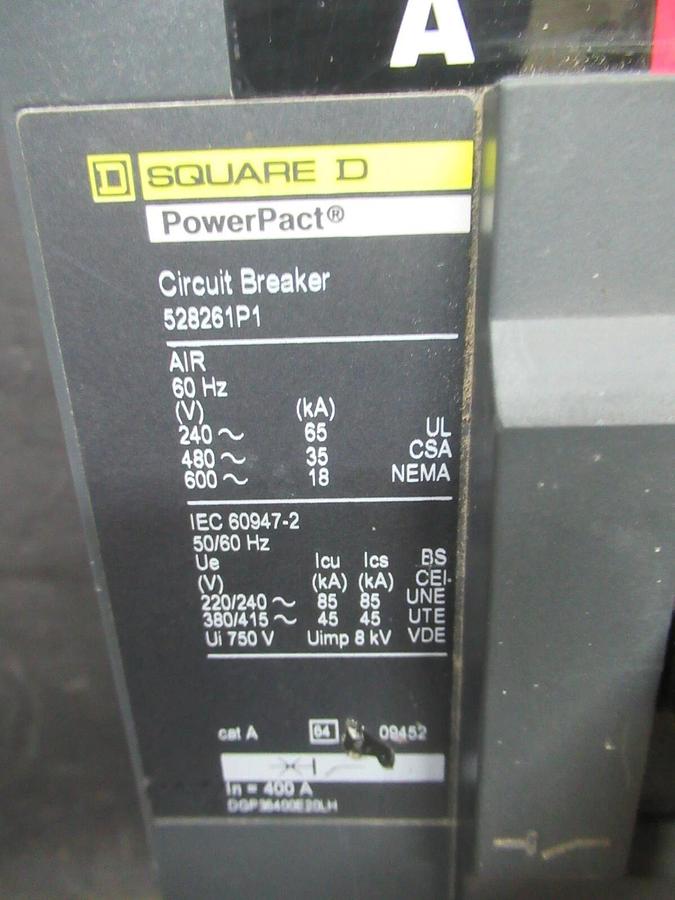 A
D SQUARE D
PowerPact®
Circuit Breaker
528261P1
AIR
60 Hz
(V) (kA)
240 ~ 65 UL
480 ~ 35 CSA
600 ~ 18 NEMA
IEC 60947-2
50/60 Hz
Ue Icu Ics BS
(V) (kA) (kA) CEI-
220/240 ~ 85 85 UNE
380/415 ~ 45 45 UTE
Ui 750 V Uimp 8 kV VDE
cat A 64 09452
In = 400 A